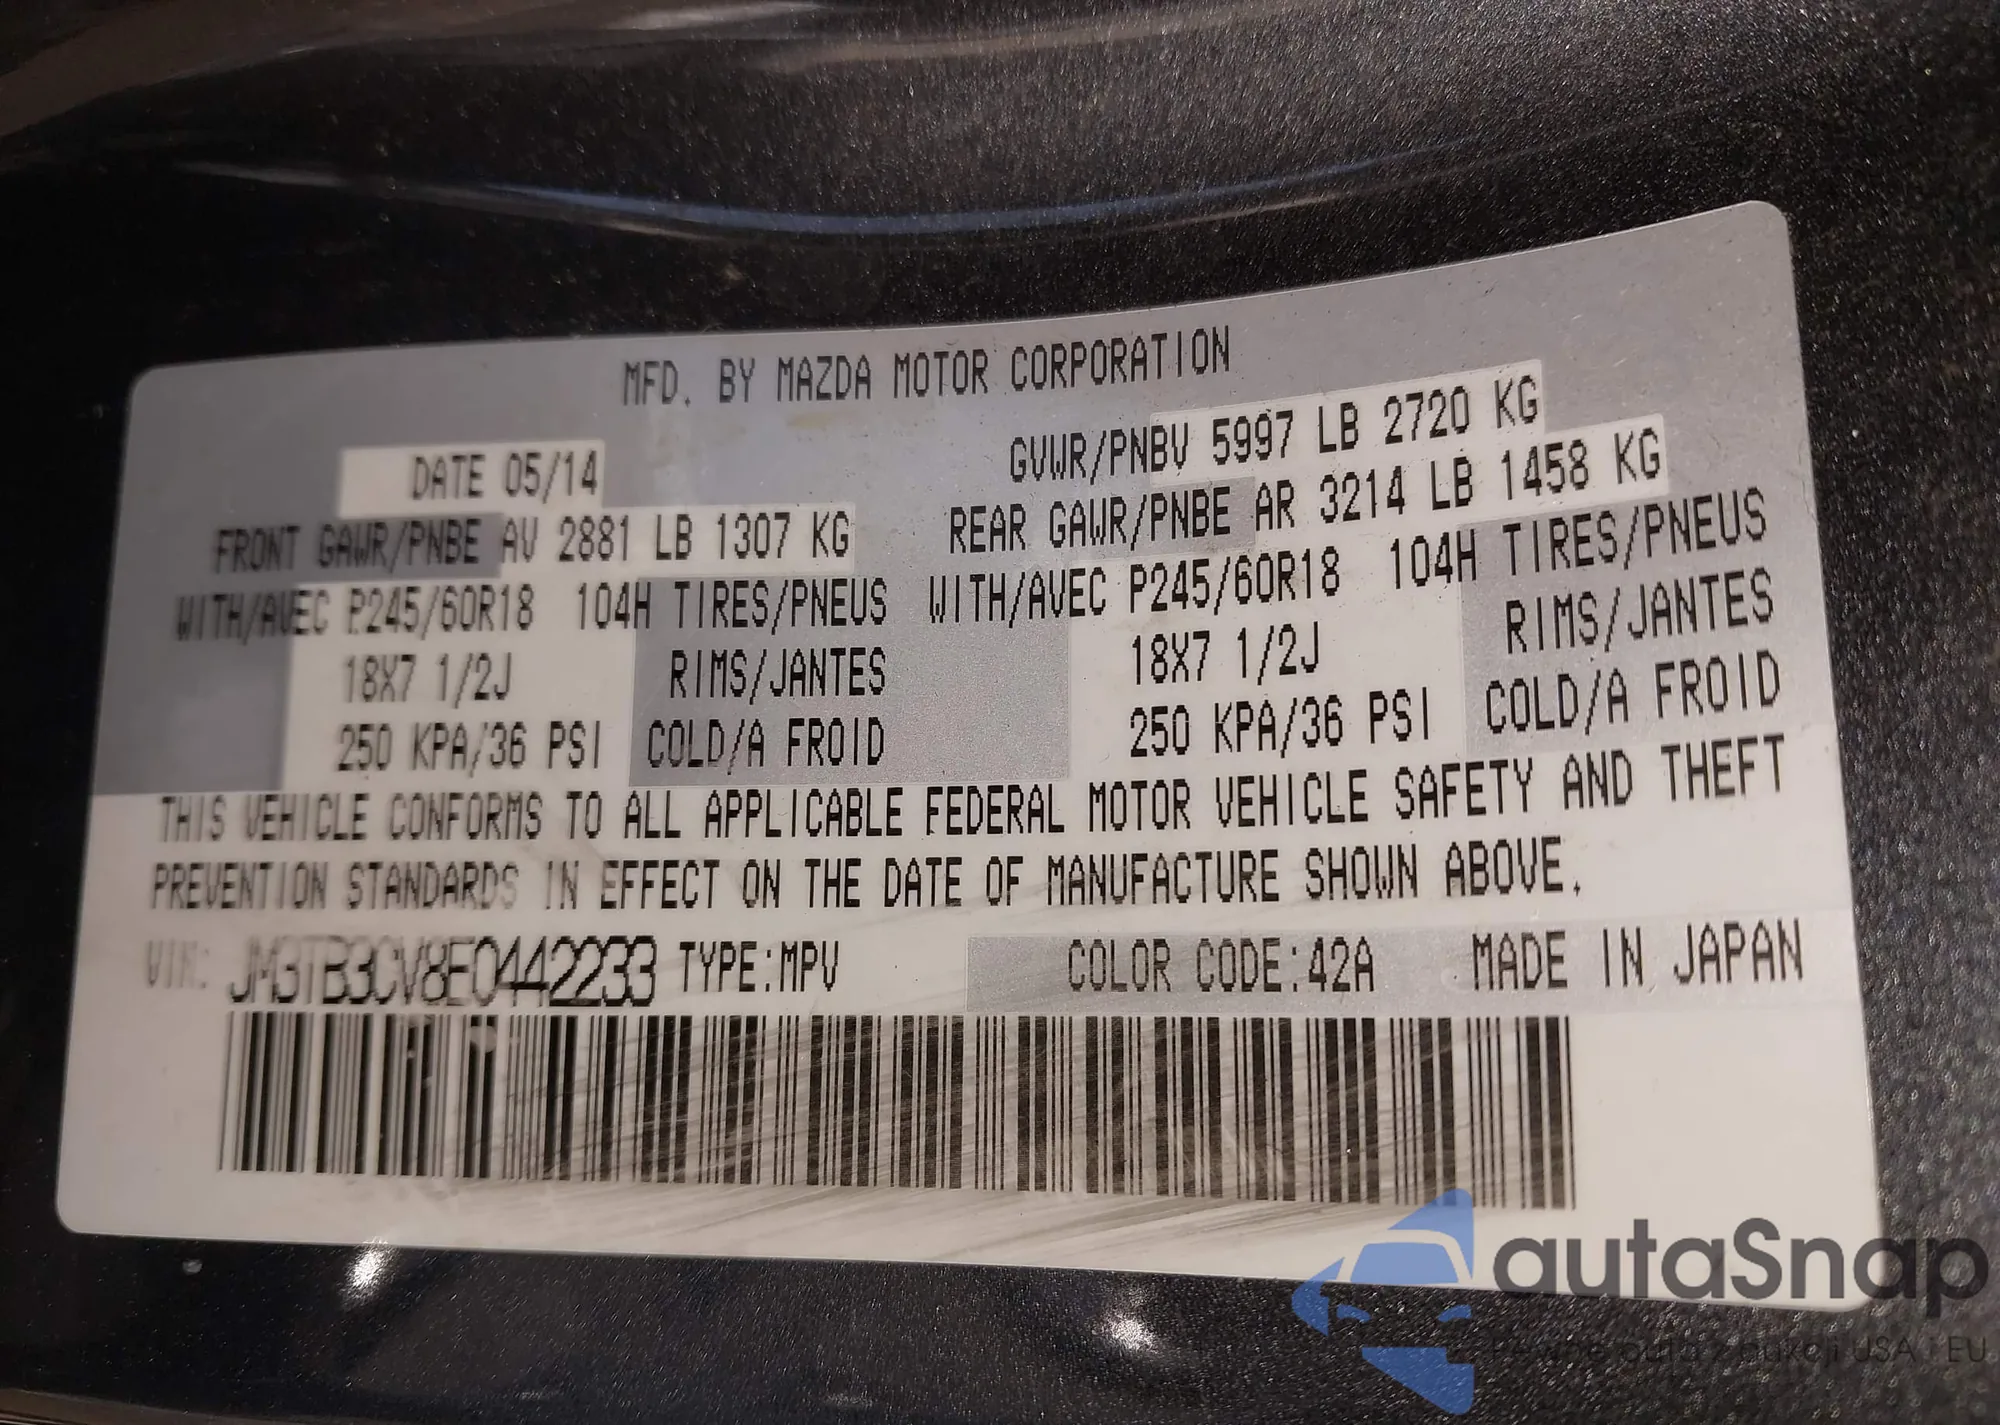 MFD. BY MAZDA MOTOR CORPORATION
DATE 05/14
GVWR/PNBV 5997 LB 2720 KG
FRONT GAWR/PNBE AV 2881 LB 1307 KG
REAR GAWR/PNBE AR 3214 LB 1458 KG
WITH/AVEC P245/60R18 104H TIRES/PNEUS
WITH/AVEC P245/60R18 104H TIRES/PNEUS
18X7 1/2J RIMS/JANTES
18X7 1/2J RIMS/JANTES
250 KPA/36 PSI COLD/A FROID
250 KPA/36 PSI COLD/A FROID
THIS VEHICLE CONFORMS TO ALL APPLICABLE FEDERAL MOTOR VEHICLE SAFETY AND THEFT
PREVENTION STANDARDS IN EFFECT ON THE DATE OF MANUFACTURE SHOWN ABOVE.
VIN: JM3TB3CV8E0442233 TYPE:MPV COLOR CODE:42A MADE IN JAPAN
autaSnap
Pewne auta z aukcji USA i EU